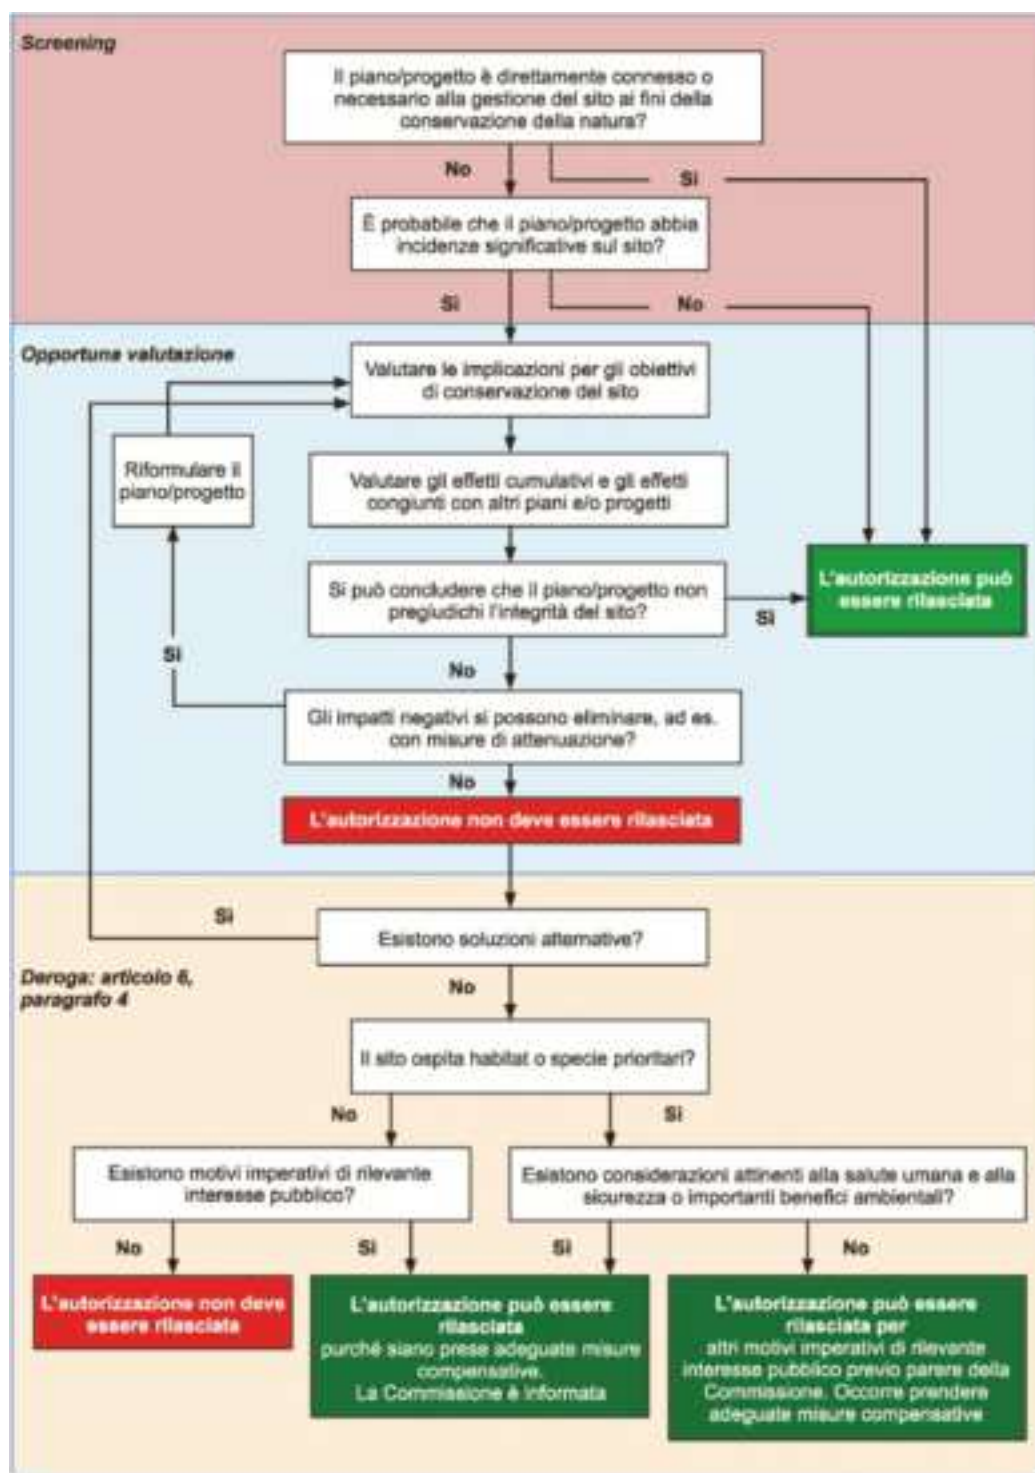 Screening
Il piano/progetto è direttamente connesso o
necessario alla gestione del sito ai fini della
conservazione della natura?
No
Sì
È probabile che il piano/progetto abbia
incidenze significative sul sito?
Sì
No
Opportuna valutazione
Valutare le implicazioni per gli obiettivi
di conservazione del sito
Riformulare il
piano/progetto
Valutare gli effetti cumulativi e gli effetti
congiunti con altri piani e/o progetti
Si può concludere che il piano/progetto non
pregiudichi l'integrità del sito?
Sì
L'autorizzazione può
essere rilasciata
Sì
No
Gli impatti negativi si possono eliminare, ad es.
con misure di attenuazione?
No
L'autorizzazione non deve essere rilasciata
Sì
Esistono soluzioni alternative?
Deroga: articolo 6,
paragrafo 4
No
Il sito ospita habitat o specie prioritari?
No
Sì
Esistono motivi imperativi di rilevante
interesse pubblico?
Esistono considerazioni attinenti alla salute umana e alla
sicurezza o importanti benefici ambientali?
No
Sì
Sì
No
L'autorizzazione non deve
essere rilasciata
L'autorizzazione può essere
rilasciata
purché siano prese adeguate misure
compensative.
La Commissione è informata
L'autorizzazione può essere
rilasciata per
altri motivi imperativi di rilevante
interesse pubblico previo parere della
Commissione. Occorre prendere
adeguate misure compensative